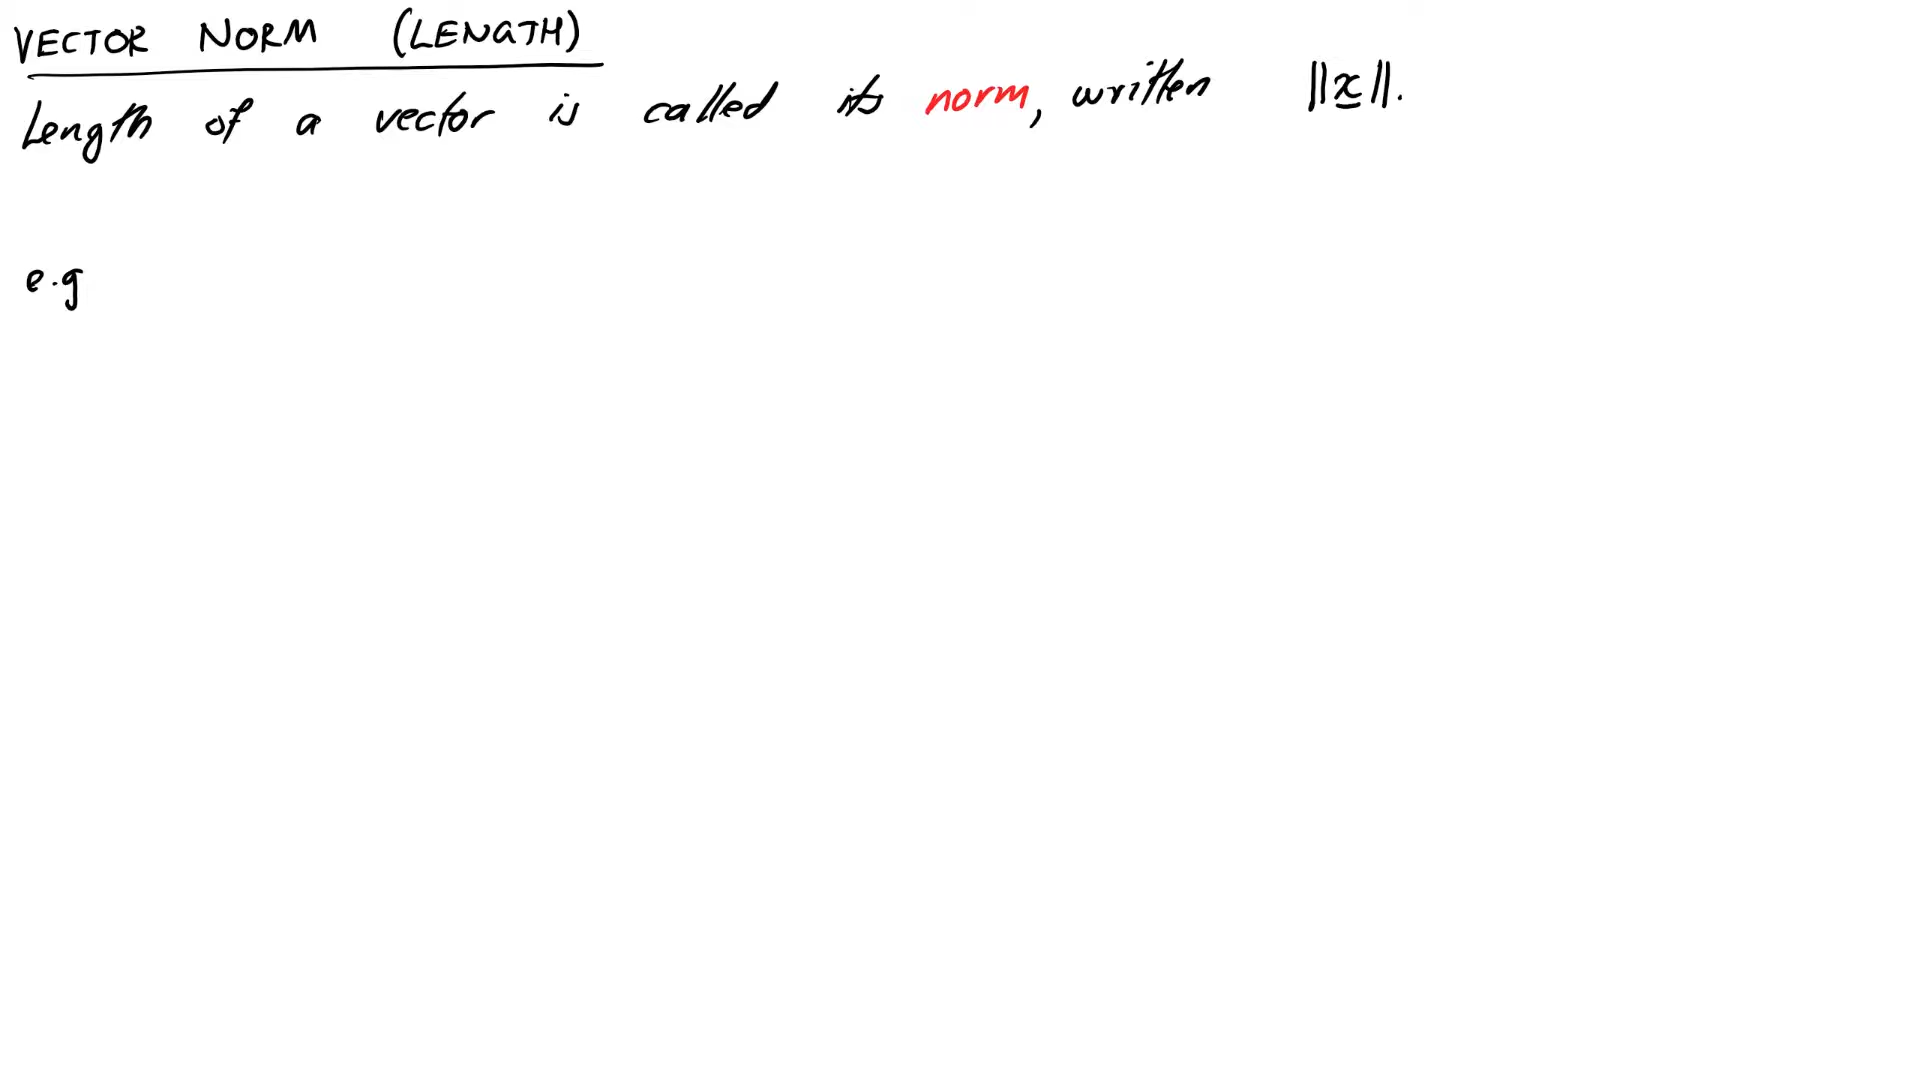 VECTOR NORM (LENGTH)
Length of a vector is called its norm, written ||x||.
e.g